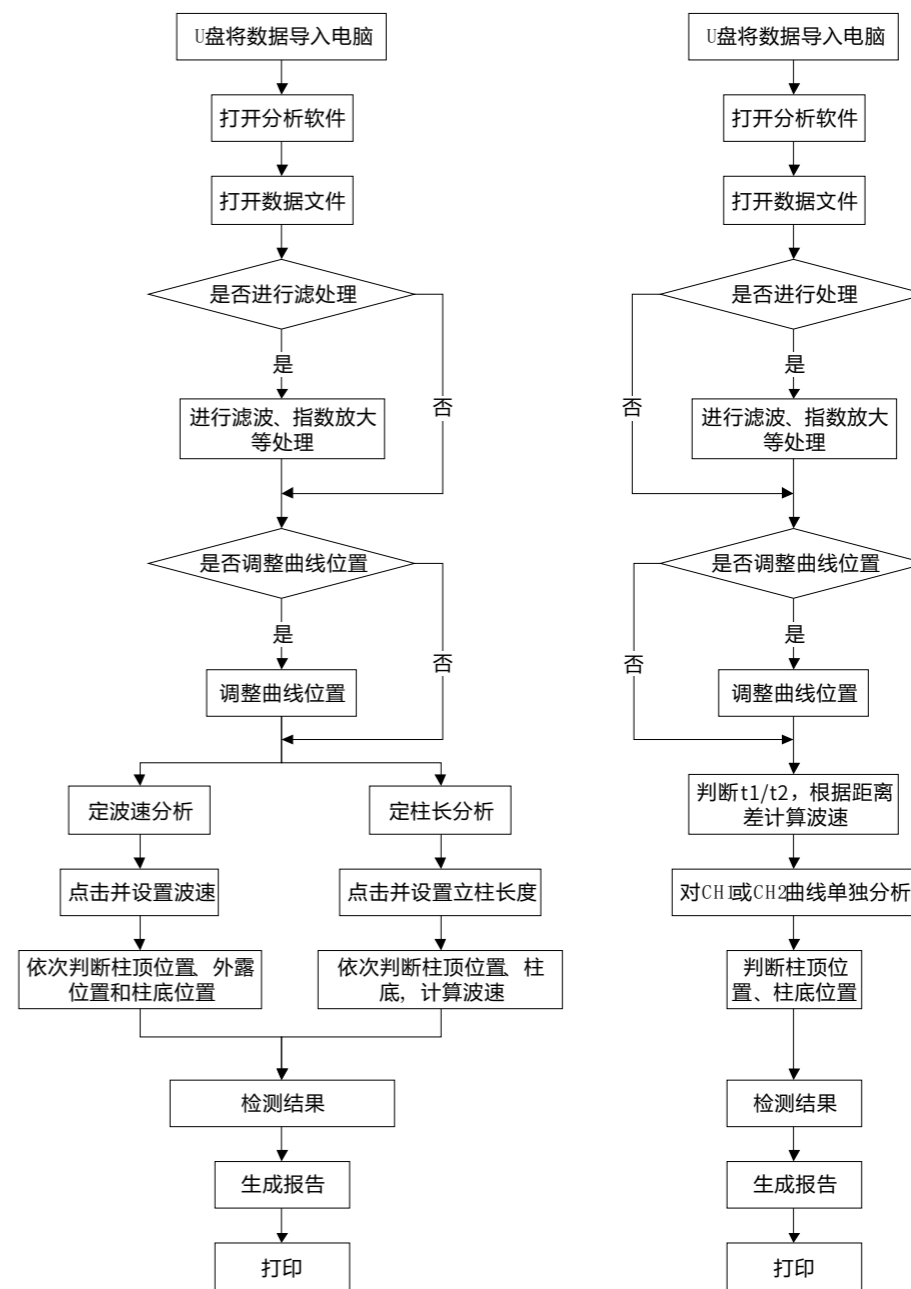 U盘将数据导入电脑
打开分析软件
打开数据文件
是否进行滤处理
是
否
进行滤波、指数放大
等处理
是否调整曲线位置
是
否
调整曲线位置
定波速分析
定柱长分析
点击并设置波速
点击并设置立柱长度
依次判断柱顶位置、外露
位置和柱底位置
依次判断柱顶位置、柱
底，计算波速
检测结果
生成报告
打印
U盘将数据导入电脑
打开分析软件
打开数据文件
是否进行处理
是
否
进行滤波、指数放大
等处理
是否调整曲线位置
是
否
调整曲线位置
判断t1/t2，根据距离
差计算波速
对CH1或CH2曲线单独分析
判断柱顶位
置、柱底位置
检测结果
生成报告
打印